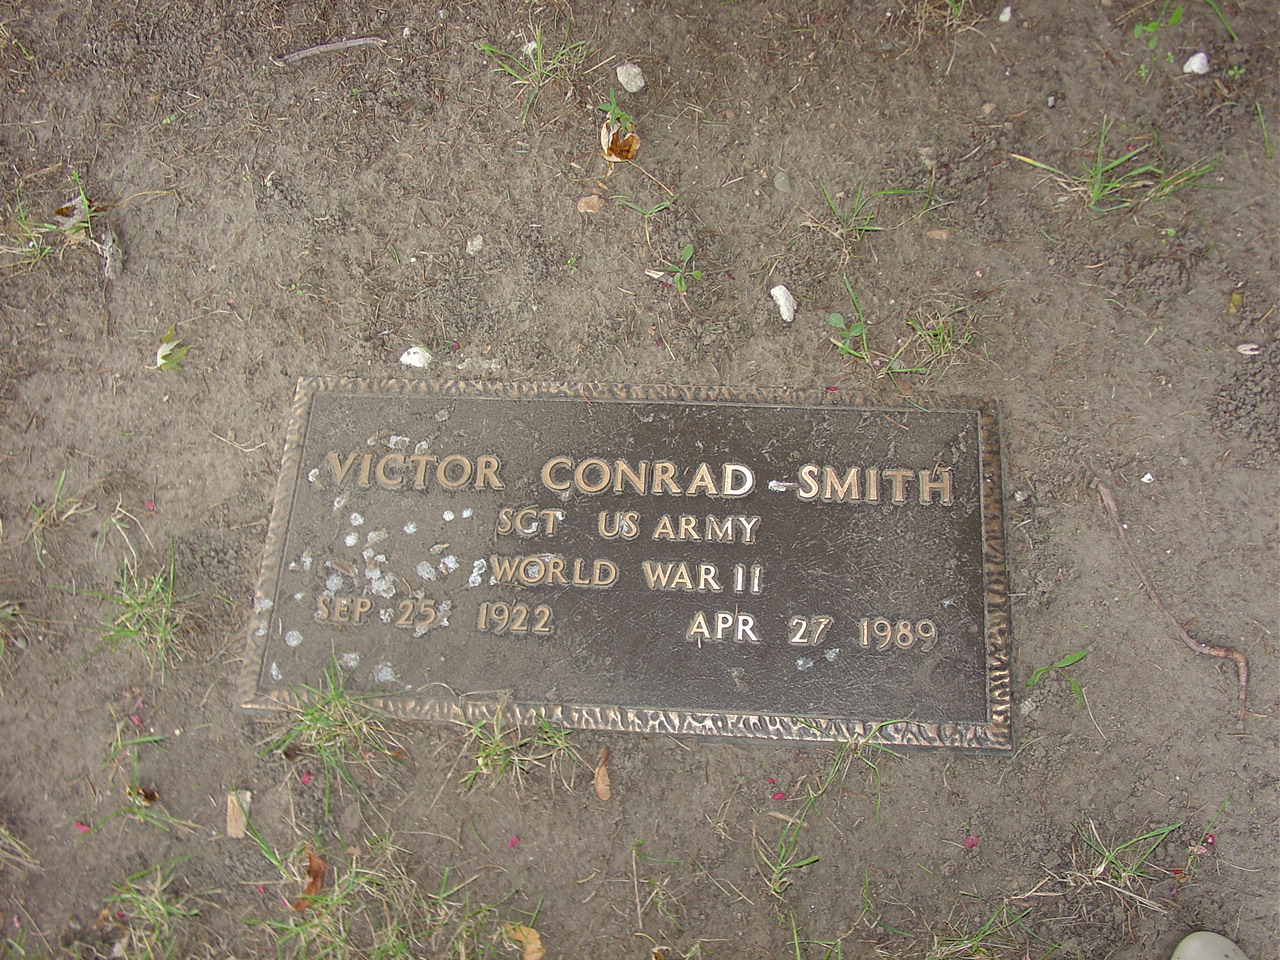 VICTOR CONRAD SMITH
SGT US ARMY
WORLD WAR II
SEP 25 1922 APR 27 1989